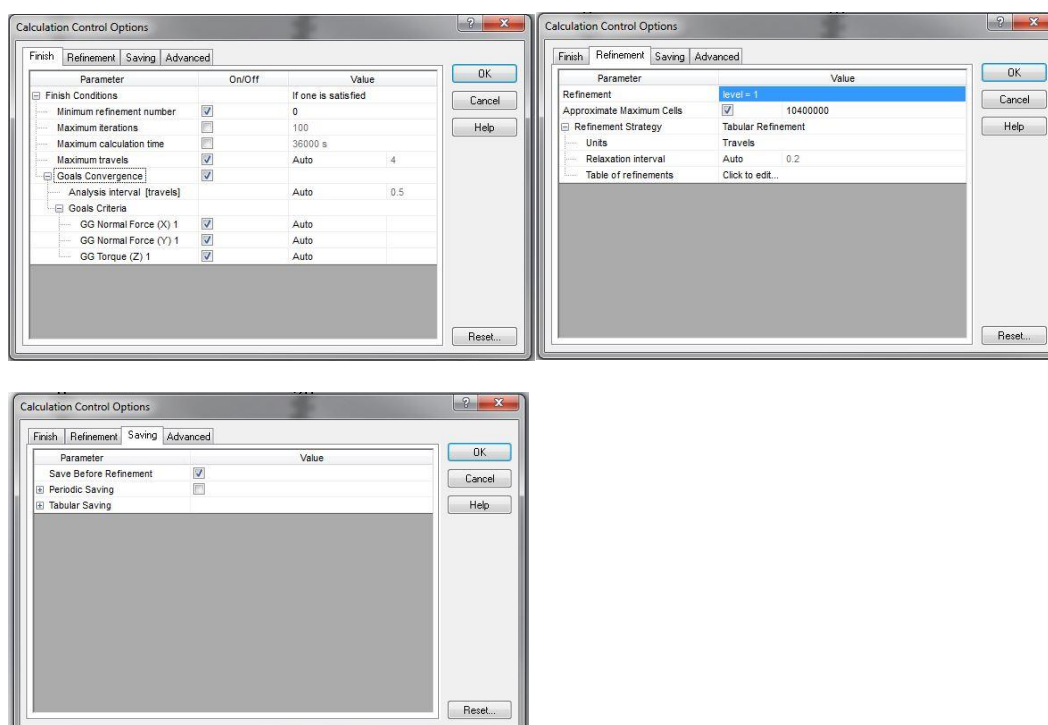 Calculation Control Options
Finish Refinement Saving Advanced
Parameter On/Off Value
Finish Conditions If one is satisfied
Minimum refinement number 0
Maximum iterations 100
Maximum calculation time 36000 s
Maximum travels Auto 4
Goals Convergence
Analysis interval [travels] Auto 0.5
Goals Criteria
GG Normal Force (X) 1 Auto
GG Normal Force (Y) 1 Auto
GG Torque (Z) 1 Auto
OK
Cancel
Help
Reset...
Calculation Control Options
Finish Refinement Saving Advanced
Parameter Value
Refinement level = 1
Approximate Maximum Cells 10400000
Refinement Strategy Tabular Refinement
Units Travels
Relaxation interval Auto 0.2
Table of refinements Click to edit...
OK
Cancel
Help
Reset...
Calculation Control Options
Finish Refinement Saving Advanced
Parameter Value
Save Before Refinement
Periodic Saving
Tabular Saving
OK
Cancel
Help
Reset...